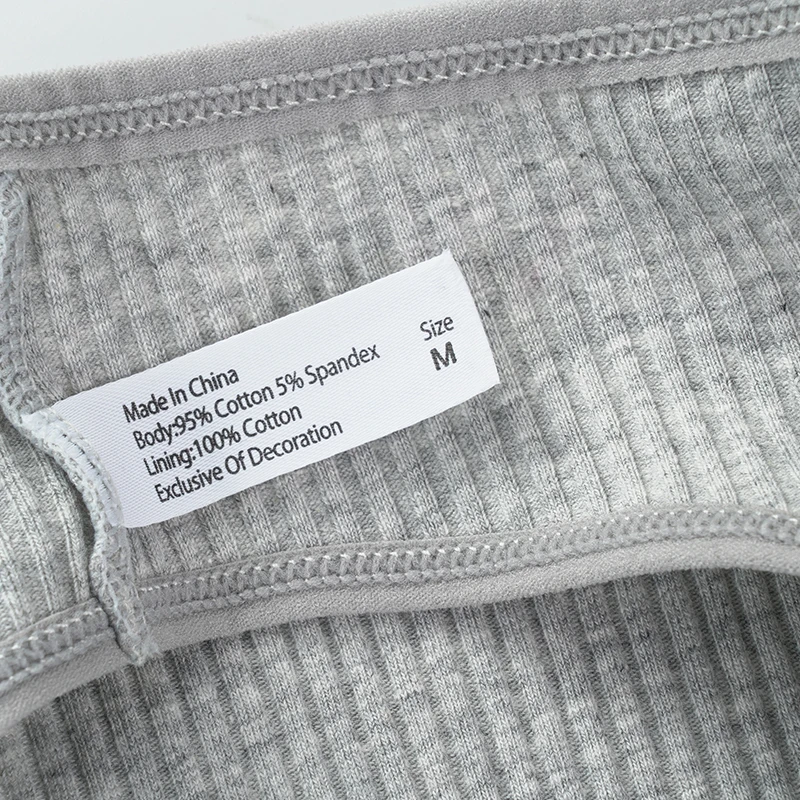 Made In China
Body:95% Cotton 5% Spandex
Lining:100% Cotton
Exclusive Of Decoration
Size
M